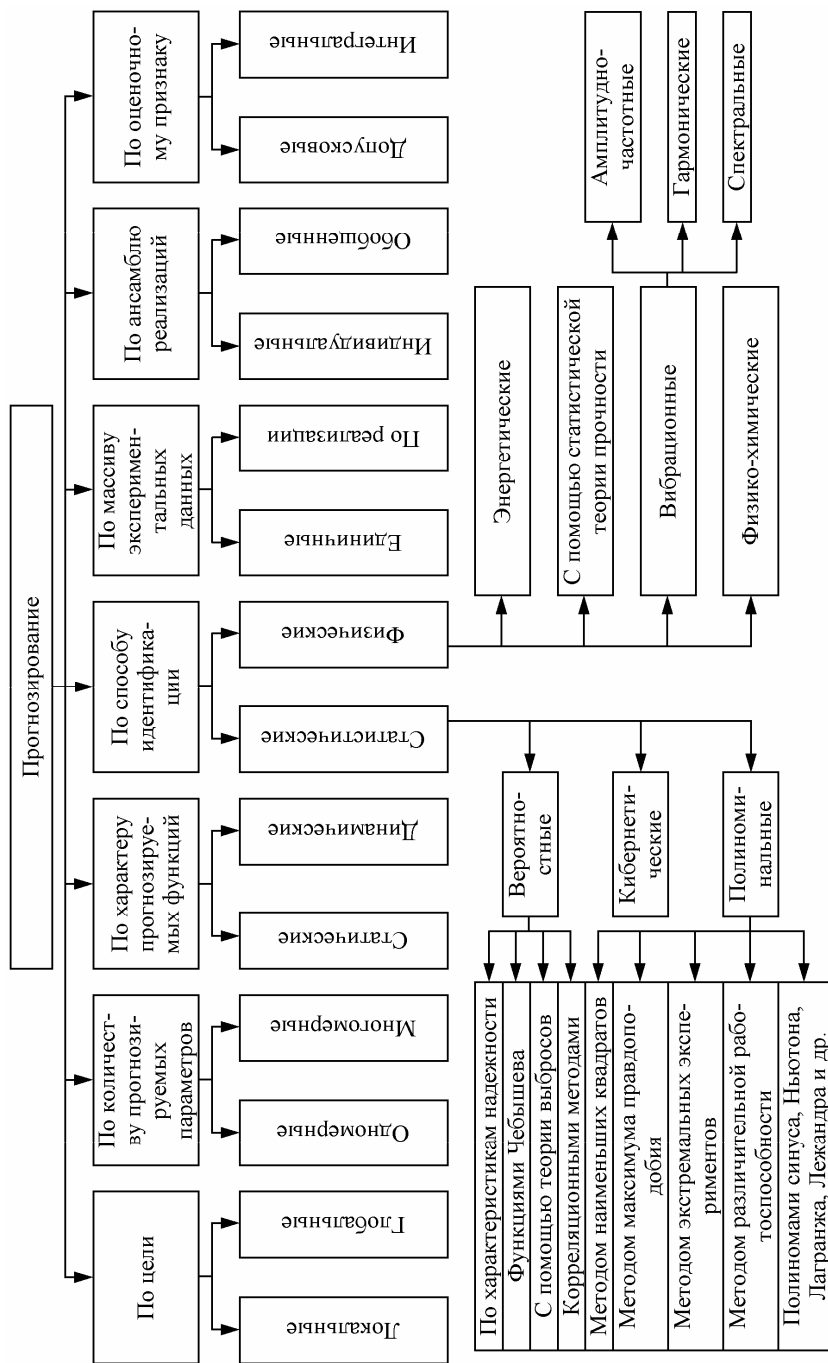 Прогнозирование
По цели
По количест-
ву прогнози-
руемых
параметров
По характеру
прогнозируе-
мых функций
По способу
идентифика-
ции
По массиву
эксперимен-
тальных
данных
По ансамблю
реализаций
По оценочно-
му признаку
Локальные
Глобальные
Одномерные
Многомерные
Статические
Динамические
Статистические
Физические
Единичные
По реализации
Индивидуальные
Обобщенные
Допусковые
Интегральные
Вероятно-
стные
Кибернети-
ческие
Полиноми-
нальные
По характеристикам надежности
Функциями Чебышева
С помощью теории выбросов
Корреляционными методами
Методом наименьших квадратов
Методом максимума правдопо-
добия
Методом экстремальных экспе-
риментов
Методом различительной рабо-
тоспособности
Полиномами синуса, Ньютона,
Лагранжа, Лежандра и др.
Энергетические
С помощью статистической
теории прочности
Вибрационные
Физико-химические
Амплитудно-
частотные
Гармонические
Спектральные